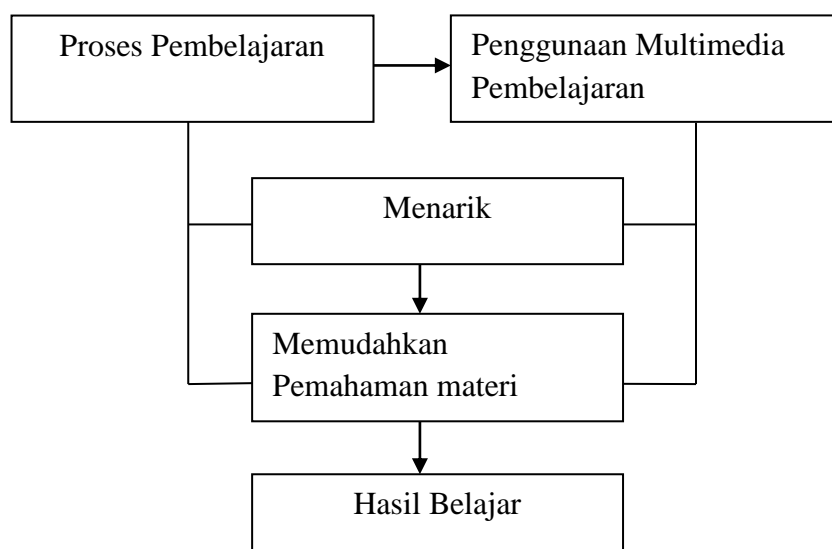 Proses Pembelajaran
Penggunaan Multimedia
Pembelajaran
Menarik
Memudahkan
Pemahaman materi
Hasil Belajar